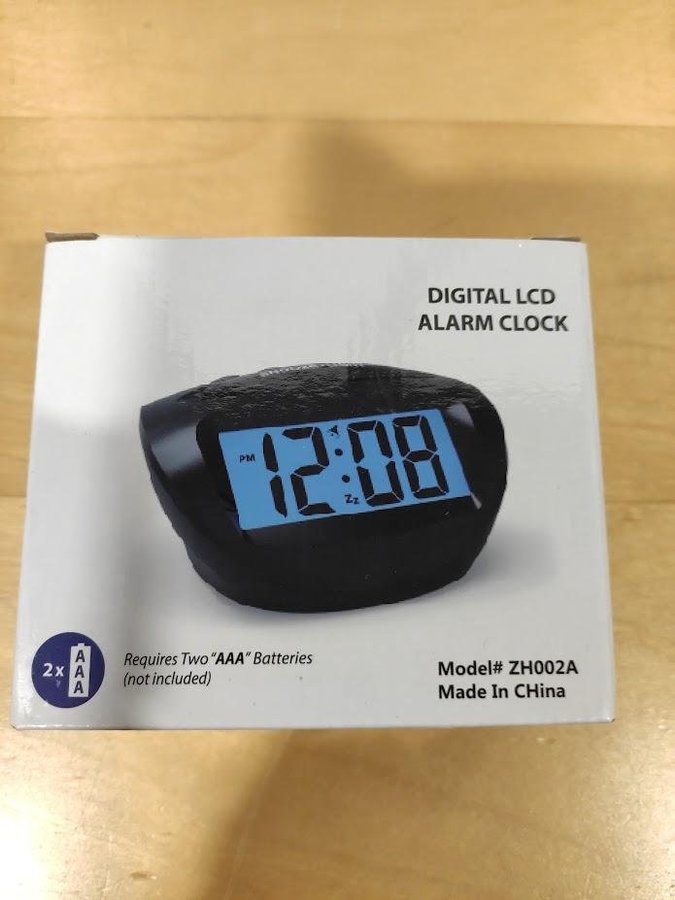 DIGITAL LCD
ALARM CLOCK
PM 12:08
Zz
2x AAA
Requires Two "AAA" Batteries
(not included)
Model# ZH002A
Made In CHina